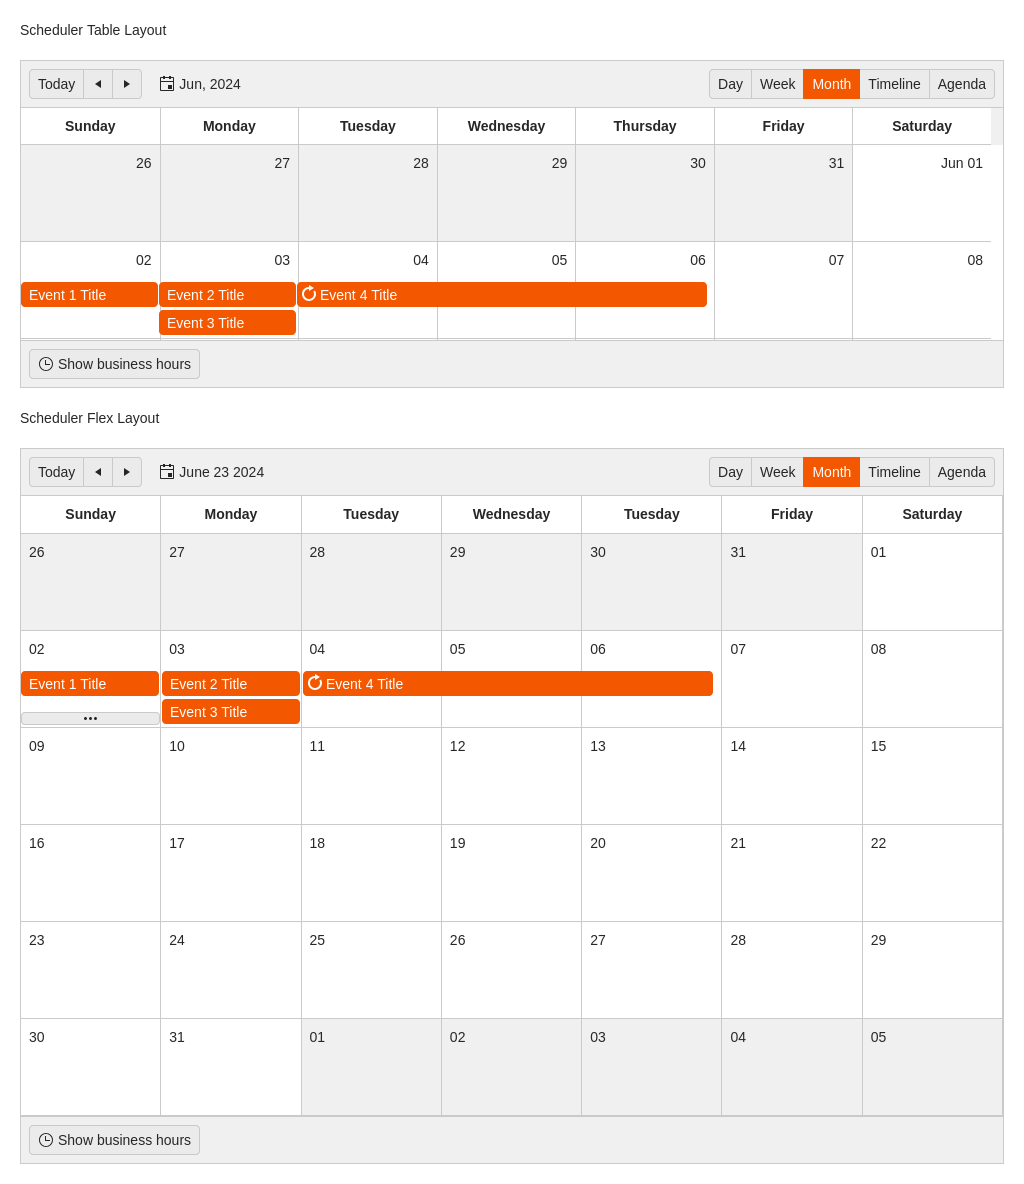 Scheduler Table Layout
Today Jun, 2024 Day Week Month Timeline Agenda
Sunday Monday Tuesday Wednesday Thursday Friday Saturday
26 27 28 29 30 31 Jun 01
02 03 04 05 06 07 08
Event 1 Title Event 2 Title Event 4 Title
Event 3 Title
Show business hours
Scheduler Flex Layout
Today June 23 2024 Day Week Month Timeline Agenda
Sunday Monday Tuesday Wednesday Tuesday Friday Saturday
26 27 28 29 30 31 01
02 03 04 05 06 07 08
Event 1 Title Event 2 Title Event 4 Title
Event 3 Title
09 10 11 12 13 14 15
16 17 18 19 20 21 22
23 24 25 26 27 28 29
30 31 01 02 03 04 05
Show business hours